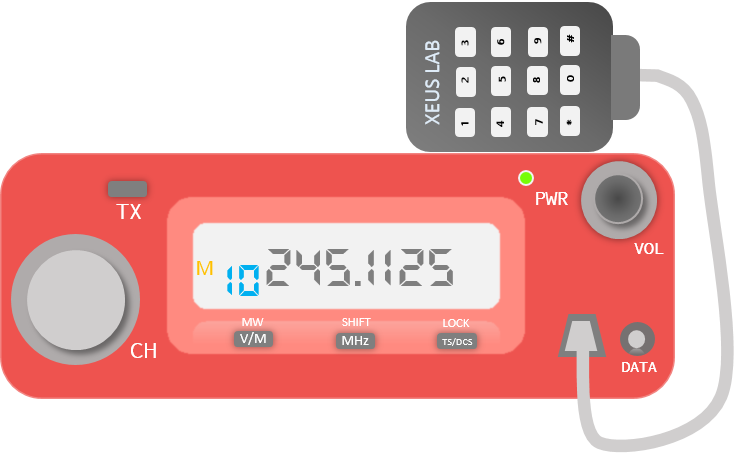 XEUS LAB
3 6 9 #
2 5 8 0
1 4 7 *
TX
PWR
VOL
M 10 245.1125
CH
MW SHIFT LOCK
V/M MHz TS/DCS
DATA